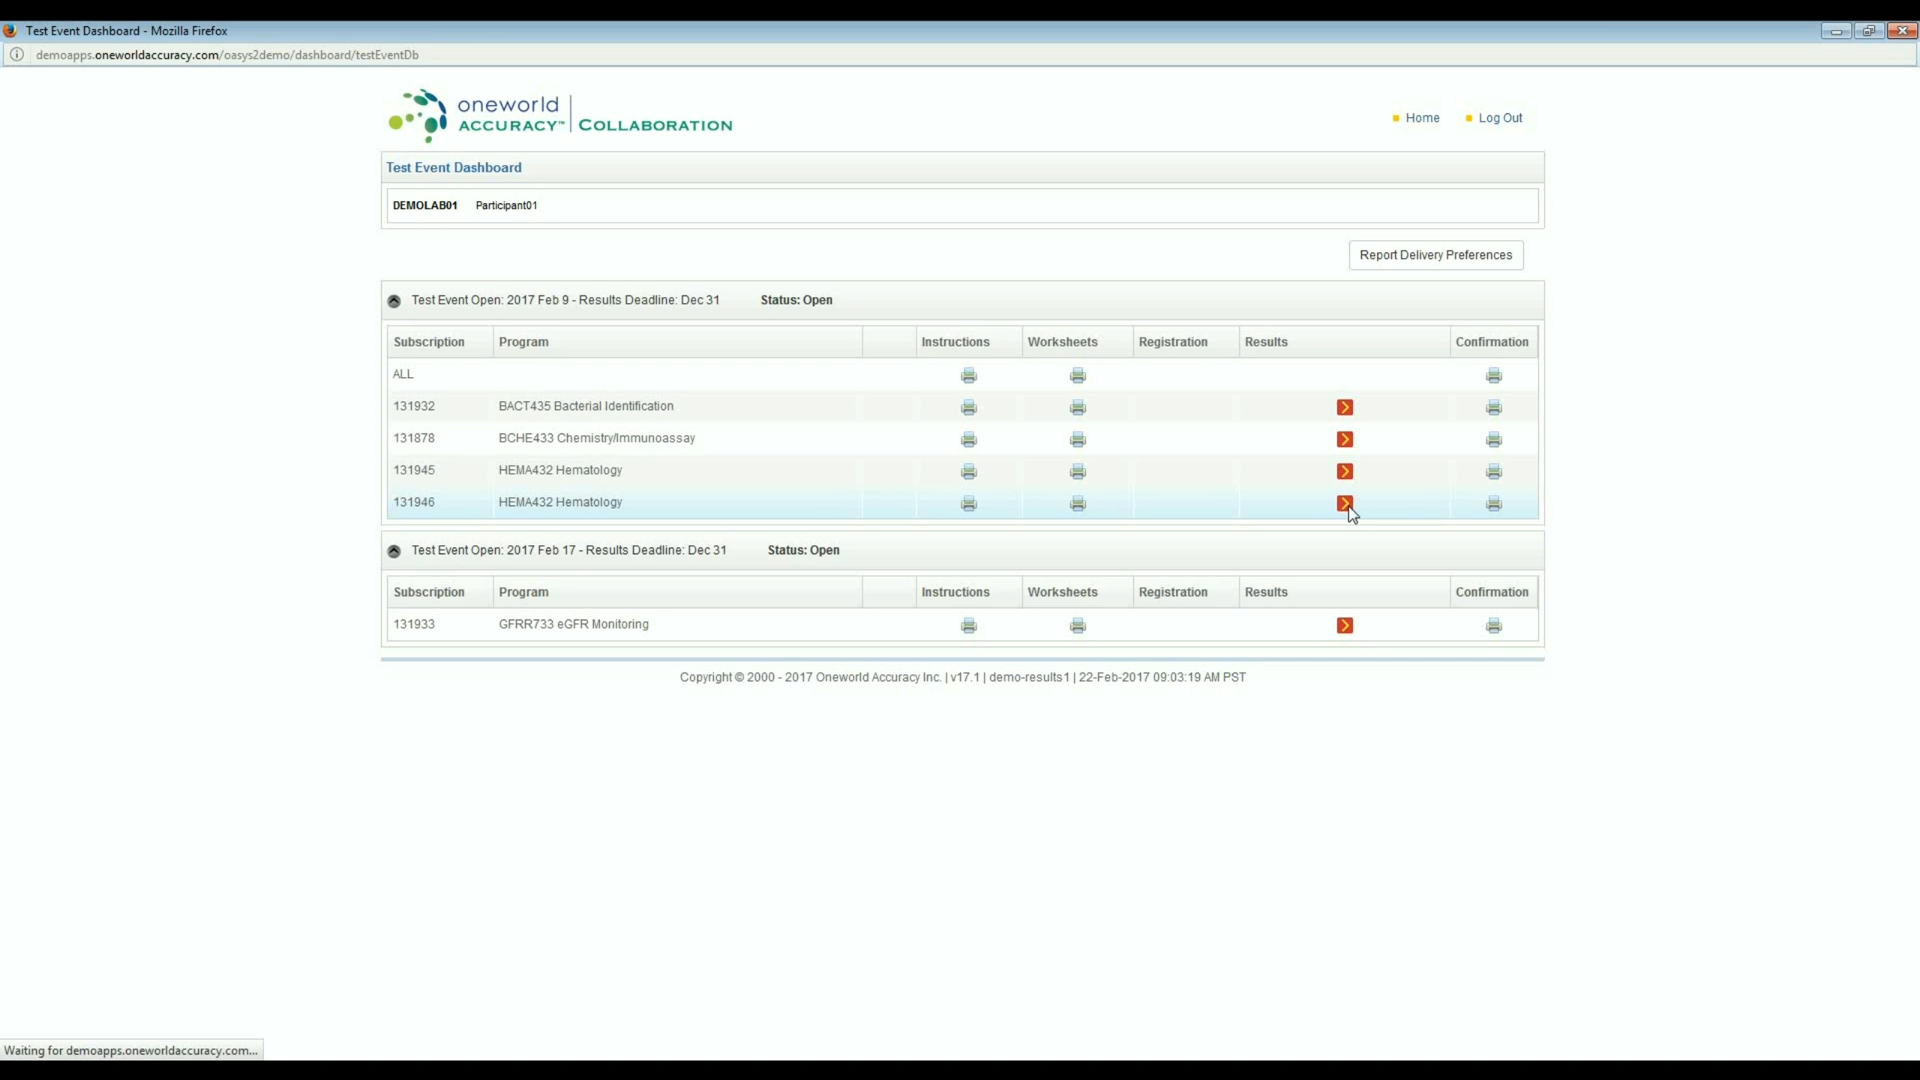 Test Event Dashboard - Mozilla Firefox
demoapps.oneworldaccuracy.com/oasys2demo/dashboard/testEventDb
oneworld
ACCURACY™ COLLABORATION
Home Log Out
Test Event Dashboard
DEMOLAB01 Participant01
Report Delivery Preferences
Test Event Open: 2017 Feb 9 - Results Deadline: Dec 31 Status: Open
Subscription Program Instructions Worksheets Registration Results Confirmation
ALL
131932 BACT435 Bacterial Identification
131878 BCHE433 Chemistry/Immunoassay
131945 HEMA432 Hematology
131946 HEMA432 Hematology
Test Event Open: 2017 Feb 17 - Results Deadline: Dec 31 Status: Open
Subscription Program Instructions Worksheets Registration Results Confirmation
131933 GFRR733 eGFR Monitoring
Copyright © 2000 - 2017 Oneworld Accuracy Inc. | v17.1 | demo-results1 | 22-Feb-2017 09:03:19 AM PST
Waiting for demoapps.oneworldaccuracy.com...